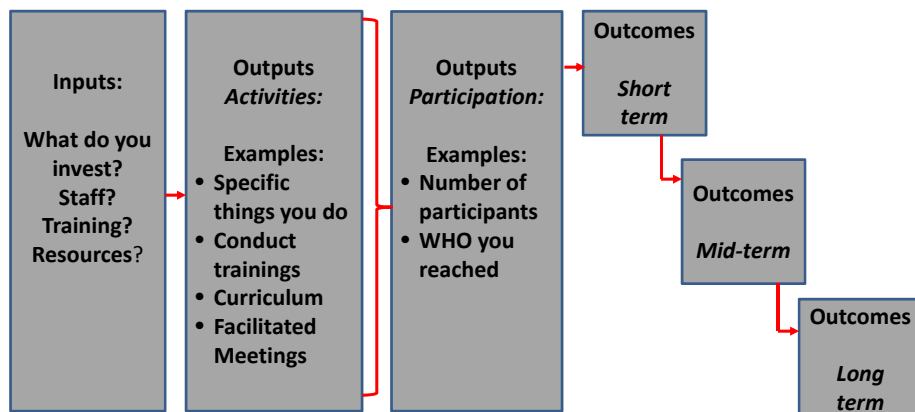 Inputs:
What do you
invest?
Staff?
Training?
Resources?
Outputs
Activities:
Examples:
• Specific
things you do
• Conduct
trainings
• Curriculum
• Facilitated
Meetings
Outputs
Participation:
Examples:
• Number of
participants
• WHO you
reached
Outcomes
Short
term
Outcomes
Mid-term
Outcomes
Long
term